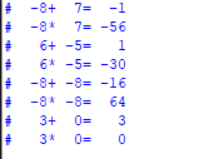 #  -8+  7=  -1
#  -8*  7= -56
#   6+ -5=   1
#   6* -5= -30
#  -8+ -8= -16
#  -8* -8=  64
#   3+  0=   3
#   3*  0=   0